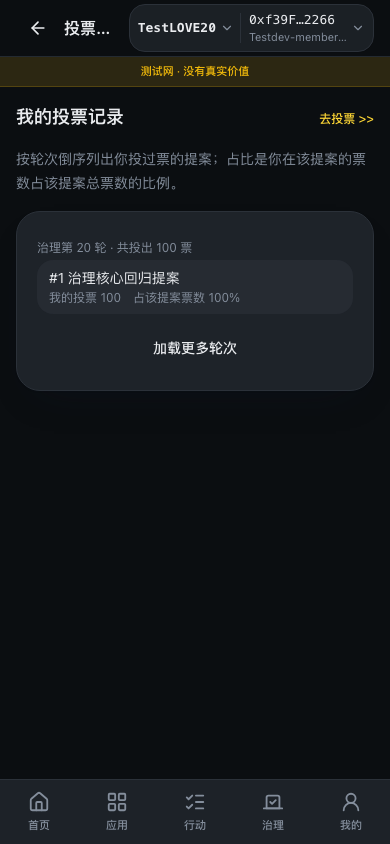 投票...
TestLOVE20
0xf39F…2266
Testdev-member...
测试网 · 没有真实价值
我的投票记录
去投票 >>
按轮次倒序列出你投过票的提案；占比是你在该提案的票
数占该提案总票数的比例。
治理第 20 轮 · 共投出 100 票
#1 治理核心回归提案
我的投票 100 占该提案票数 100%
加载更多轮次
首页
应用
行动
治理
我的